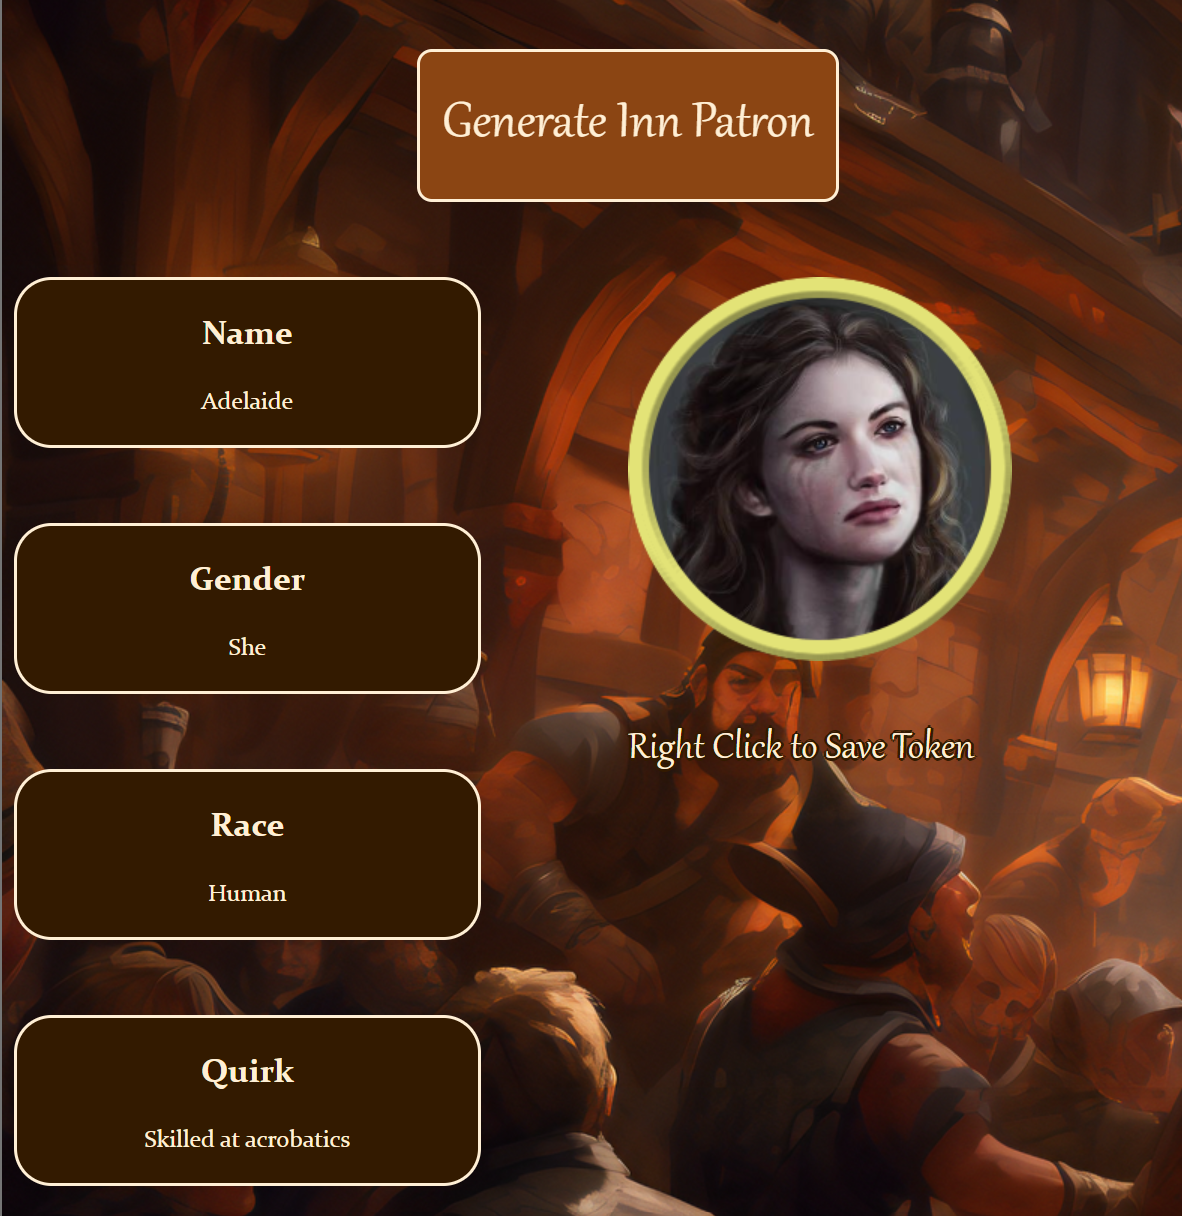 Generate Inn Patron
Name
Adelaide
Gender
She
Race
Human
Quirk
Skilled at acrobatics
Right Click to Save Token